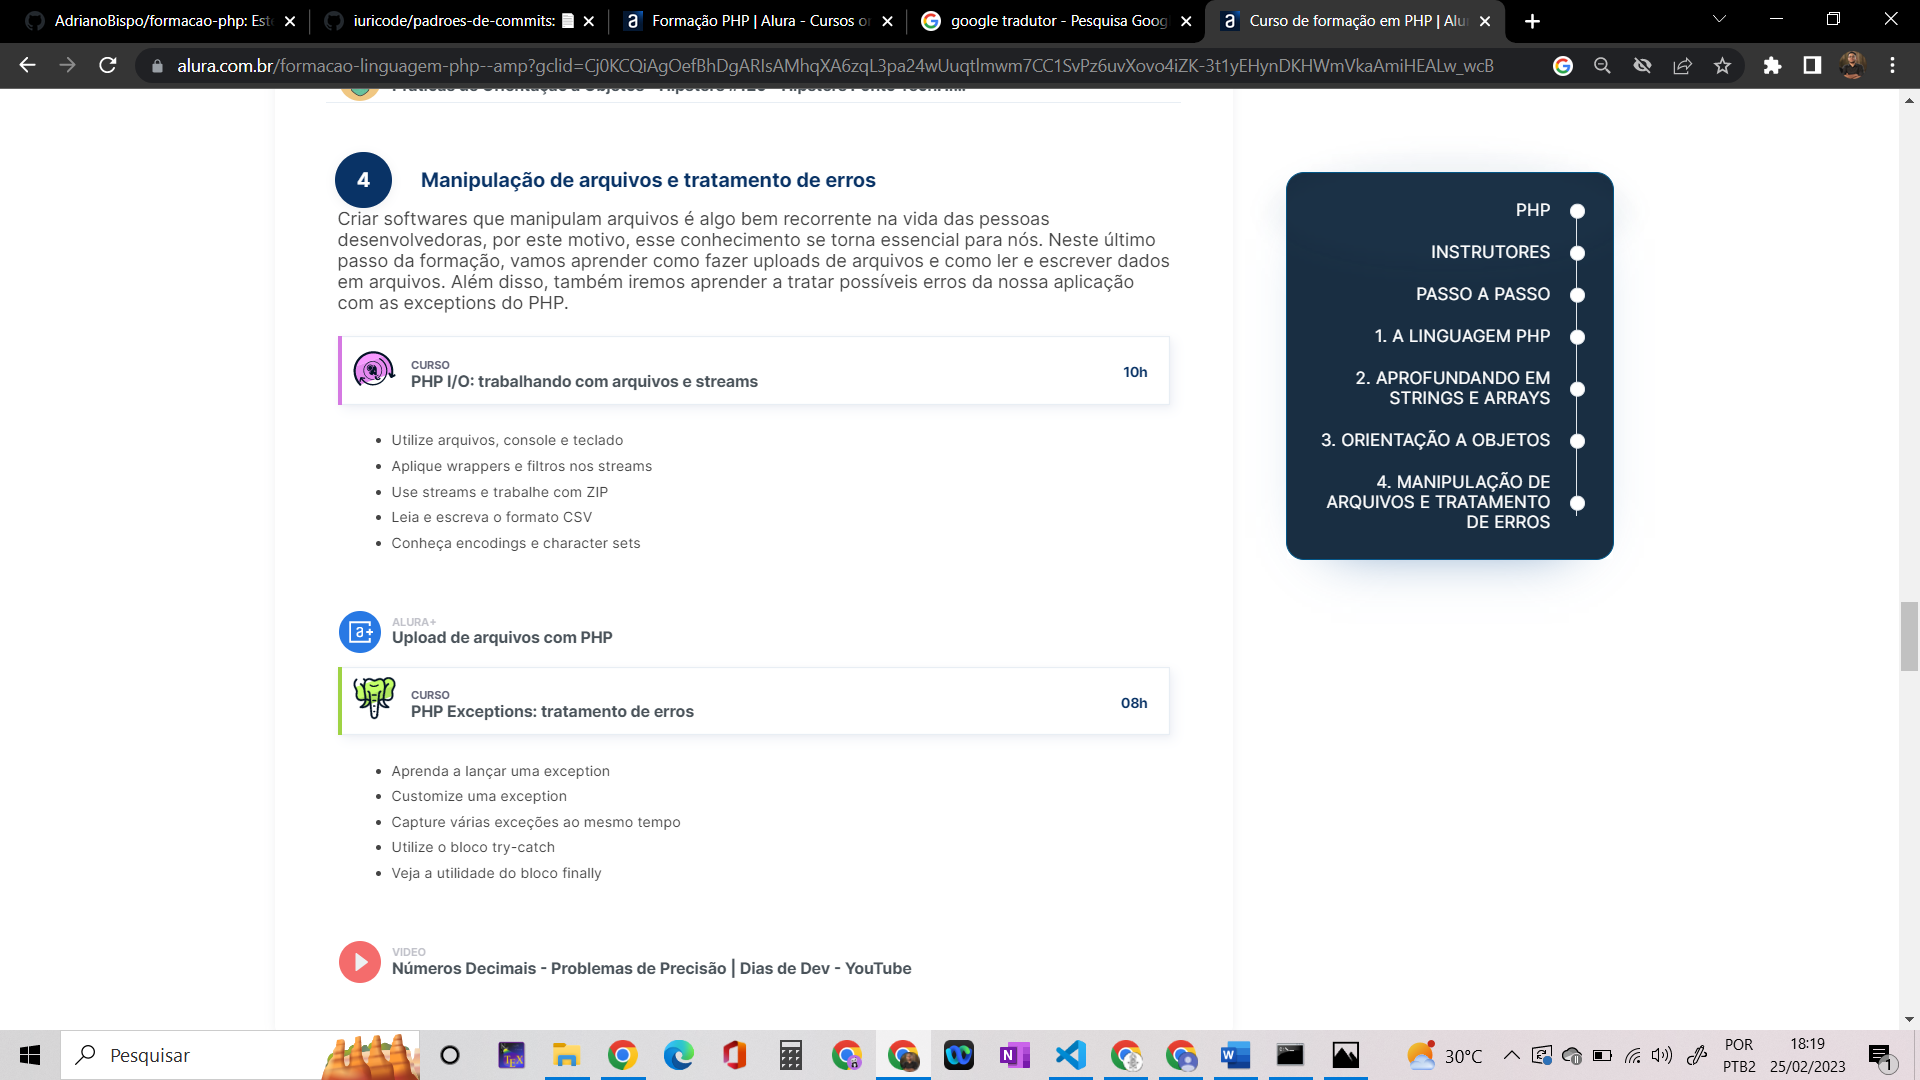 AdrianoBispo/formacao-php: Est
iuricode/padroes-de-commits:
Formação PHP | Alura - Cursos o
google tradutor - Pesquisa Goog
Curso de formação em PHP | Alu
alura.com.br/formacao-linguagem-php--amp?gclid=Cj0KCQiAgOefBhDgARIsAMhqXA6zqL3pa24wUuqtImwm7CC1SvPz6uvXovo4iZK-3t1yEHynDKHWmVkaAmiHEALw_wcB
4
Manipulação de arquivos e tratamento de erros
Criar softwares que manipulam arquivos é algo bem recorrente na vida das pessoas
desenvolvedoras, por este motivo, esse conhecimento se torna essencial para nós. Neste último
passo da formação, vamos aprender como fazer uploads de arquivos e como ler e escrever dados
em arquivos. Além disso, também iremos aprender a tratar possíveis erros da nossa aplicação
com as exceptions do PHP.
CURSO
PHP I/O: trabalhando com arquivos e streams
10h
Utilize arquivos, console e teclado
Aplique wrappers e filtros nos streams
Use streams e trabalhe com ZIP
Leia e escreva o formato CSV
Conheça encodings e character sets
ALURA+
Upload de arquivos com PHP
CURSO
PHP Exceptions: tratamento de erros
08h
Aprenda a lançar uma exception
Customize uma exception
Capture várias exceções ao mesmo tempo
Utilize o bloco try-catch
Veja a utilidade do bloco finally
VIDEO
Números Decimais - Problemas de Precisão | Dias de Dev - YouTube
PHP
INSTRUTORES
PASSO A PASSO
1. A LINGUAGEM PHP
2. APROFUNDANDO EM
STRINGS E ARRAYS
3. ORIENTAÇÃO A OBJETOS
4. MANIPULAÇÃO DE
ARQUIVOS E TRATAMENTO
DE ERROS
Pesquisar
30°C
POR
PTB2
18:19
25/02/2023
1